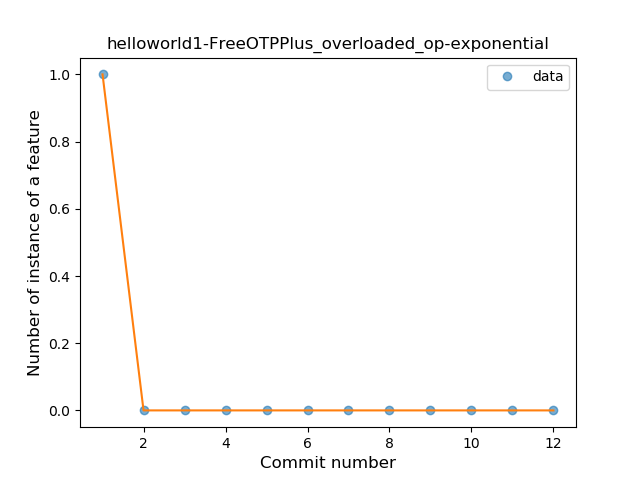 helloworld1-FreeOTPPlus_overloaded_op-exponential
data
Number of instance of a feature
1.0
0.8
0.6
0.4
0.2
0.0
2 4 6 8 10 12
Commit number